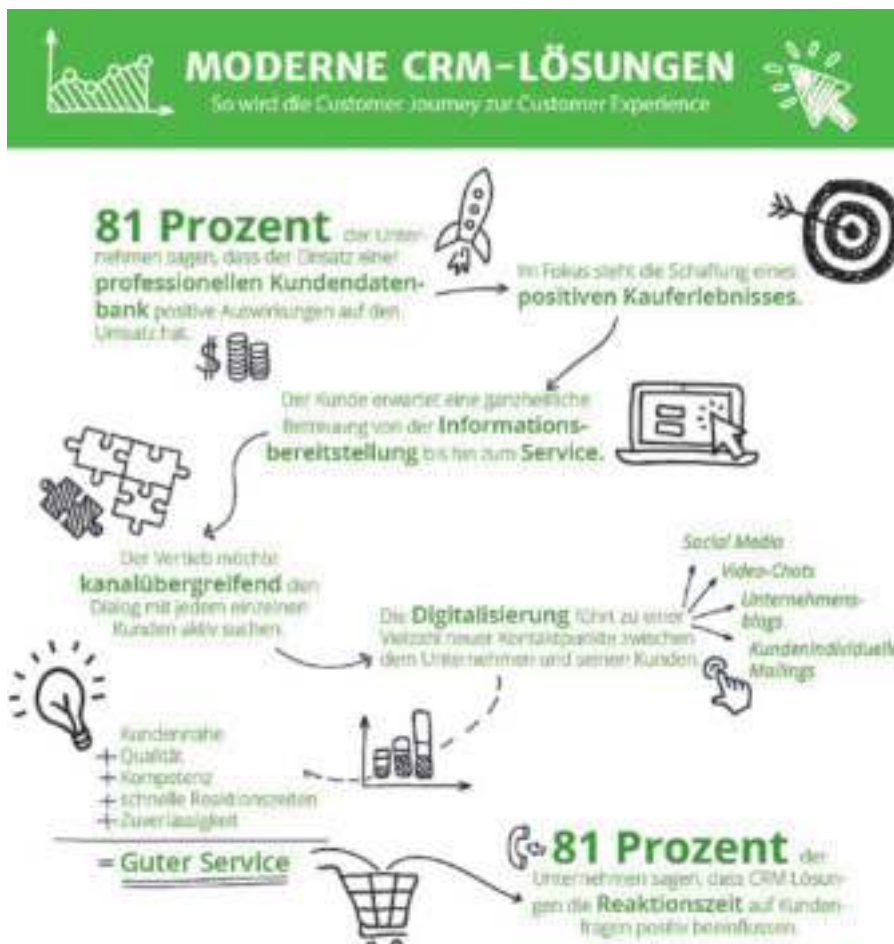 MODERNE CRM-LÖSUNGEN
So wird die Customer Journey zur Customer Experience
81 Prozent der Unter-
nehmen sagen, dass der Einsatz einer
professionellen Kundendaten-
bank positive Auswirkungen auf den
Umsatz hat.
Im Fokus steht die Schaffung eines
positiven Kauferlebnisses.
Der Kunde erwartet eine ganzheitliche
Betreuung von der Informations-
bereitstellung bis hin zum Service.
Der Vertieb möchte
kanalübergreifend den
Dialog mit jedem einzelnen
Kunden aktiv suchen.
Die Digitalisierung führt zu einer
Vielzahl neuer Kontaktpunkte zwischen
dem Unternehmen und seinen Kunden.
Social Media
Video-Chats
Unternehmens-
blogs
Kundenindividuelle
Mailings
Kundennähe
+ Qualität
+ Kompetenz
+ schnelle Reaktionszeiten
+ Zuverlässigkeit
= Guter Service
81 Prozent der
Unternehmen sagen, dass CRM Lösun-
gen die Reaktionszeit auf Kunden-
fragen positiv beeinflussen.